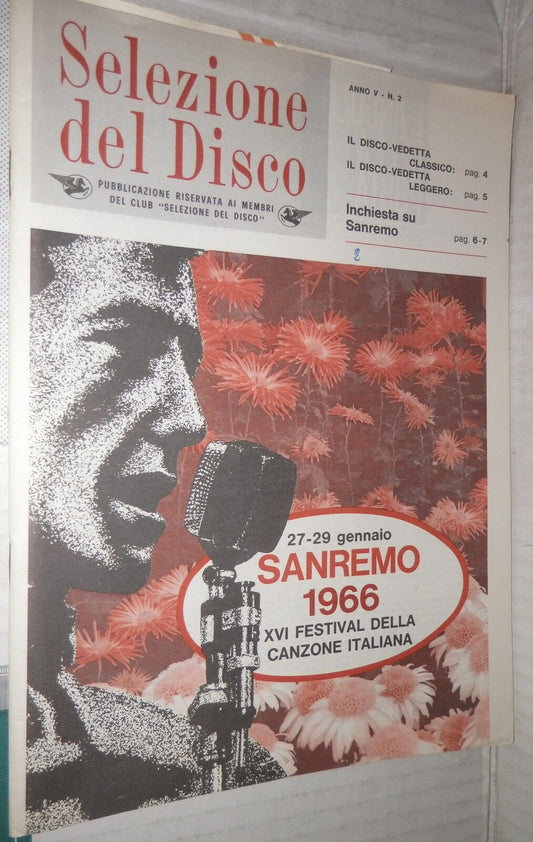 Selezione
del Disco
PUBBLICAZIONE RISERVATA AI MEMBRI
DEL CLUB "SELEZIONE DEL DISCO"
ANNO V - N. 2
IL DISCO-VEDETTA
CLASSICO: pag. 4
IL DISCO-VEDETTA
LEGGERO: pag. 5
Inchiesta su
Sanremo pag. 6-7
2
27-29 gennaio
SANREMO
1966
XVI FESTIVAL DELLA
CANZONE ITALIANA